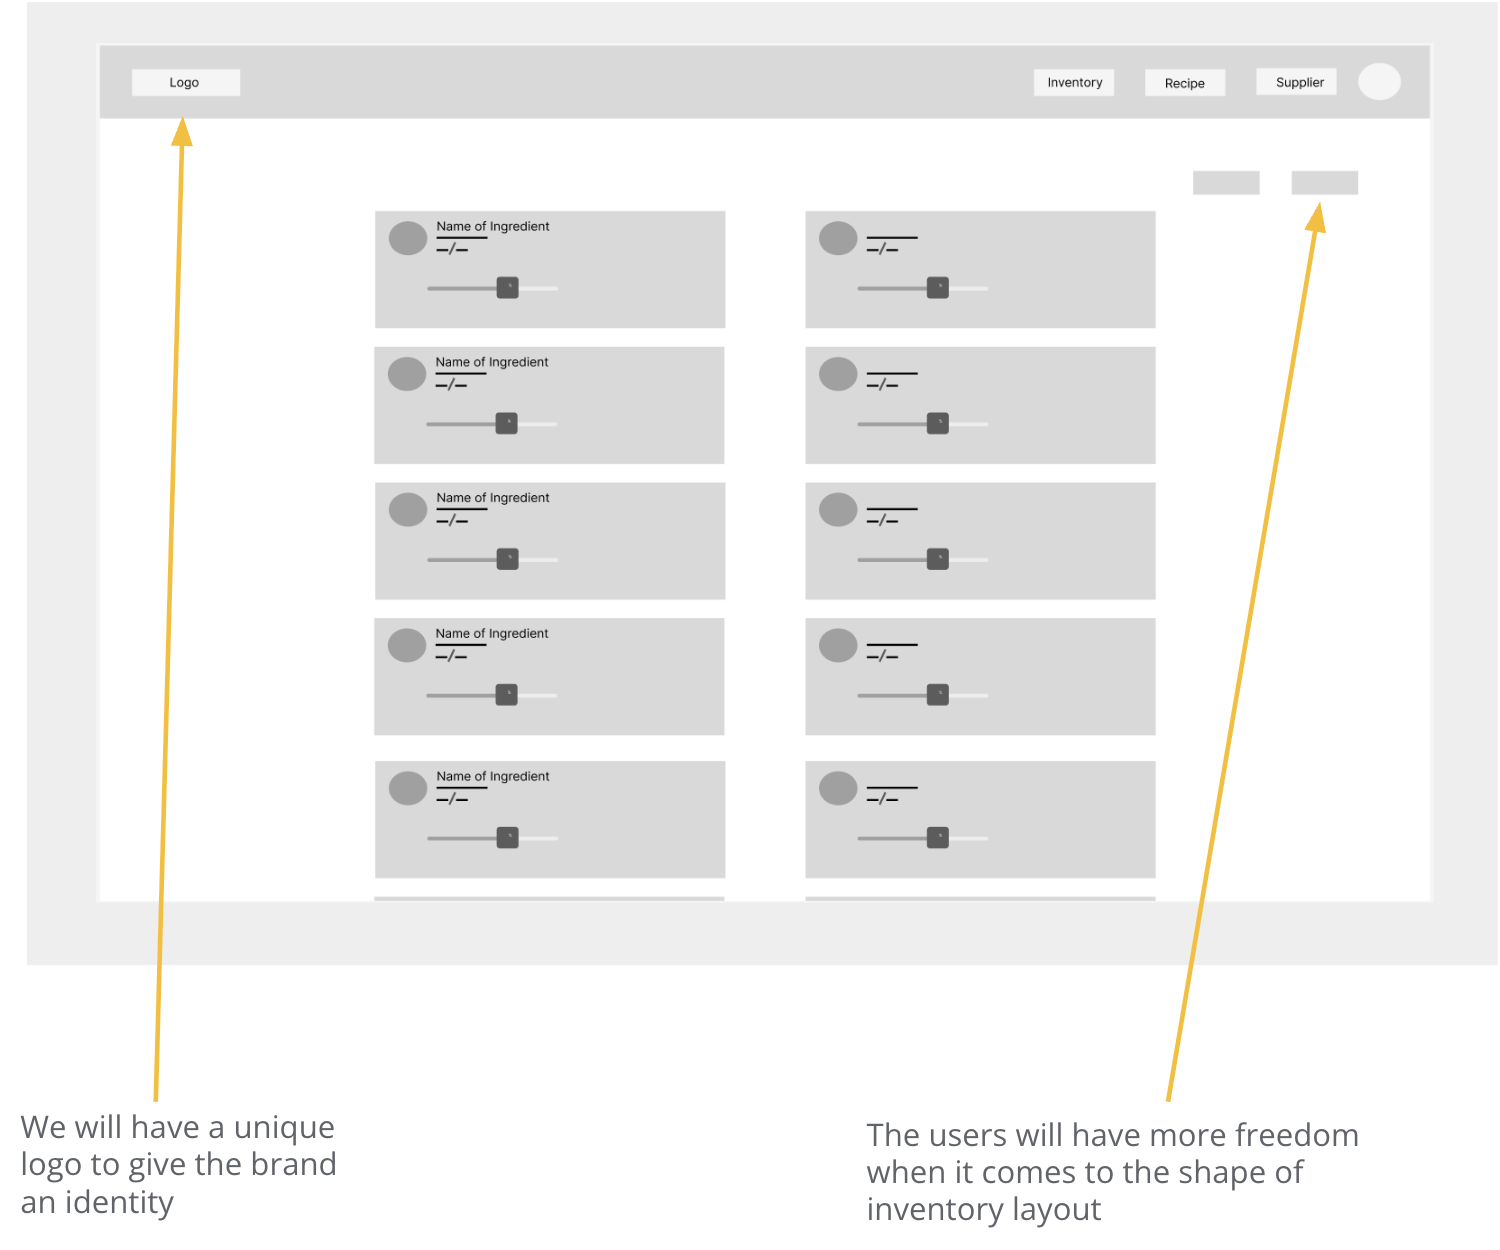 Logo
Inventory
Recipe
Supplier
Name of Ingredient
–/–
–/–
Name of Ingredient
–/–
–/–
Name of Ingredient
–/–
–/–
Name of Ingredient
–/–
–/–
Name of Ingredient
–/–
–/–
We will have a unique
logo to give the brand
an identity
The users will have more freedom
when it comes to the shape of
inventory layout